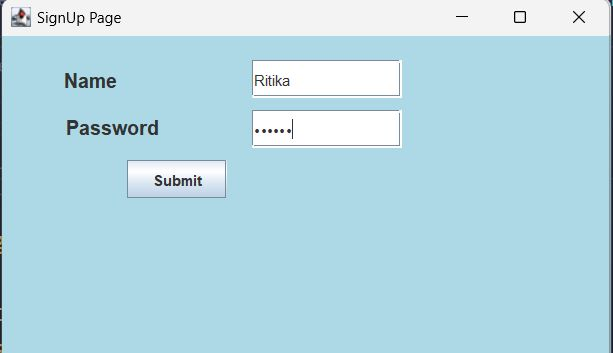 SignUp Page
Name Ritika
Password ••••••
Submit